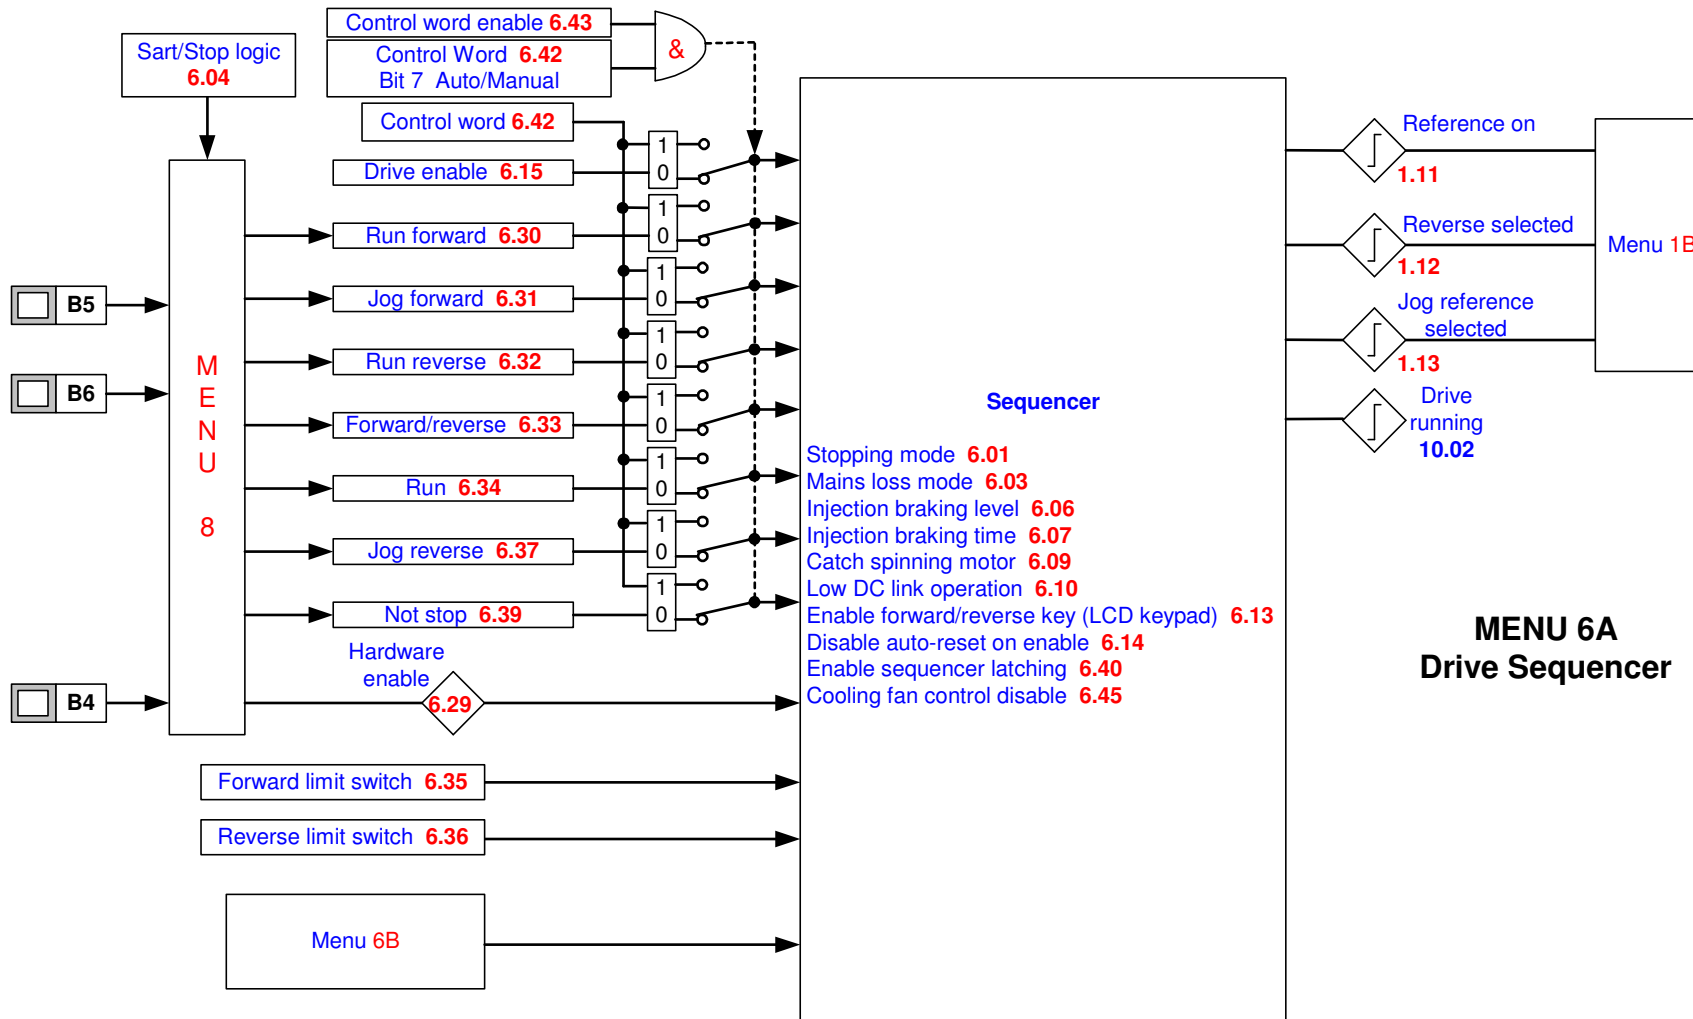 Control word enable 6.43
Sart/Stop logic
6.04
Control Word 6.42
Bit 7 Auto/Manual
&
Control word 6.42
1
0
Drive enable 6.15
1
0
Run forward 6.30
1
0
Jog forward 6.31
1
0
Run reverse 6.32
1
0
Forward/reverse 6.33
1
0
Run 6.34
1
0
Jog reverse 6.37
1
0
Not stop 6.39
B5
B6
B4
MENU 8
Hardware
enable
6.29
Forward limit switch 6.35
Reverse limit switch 6.36
Menu 6B
Sequencer
Stopping mode 6.01
Mains loss mode 6.03
Injection braking level 6.06
Injection braking time 6.07
Catch spinning motor 6.09
Low DC link operation 6.10
Enable forward/reverse key (LCD keypad) 6.13
Disable auto-reset on enable 6.14
Enable sequencer latching 6.40
Cooling fan control disable 6.45
Reference on
1.11
Reverse selected
1.12
Jog reference
selected
1.13
Drive
running
10.02
Menu 1B
MENU 6A
Drive Sequencer